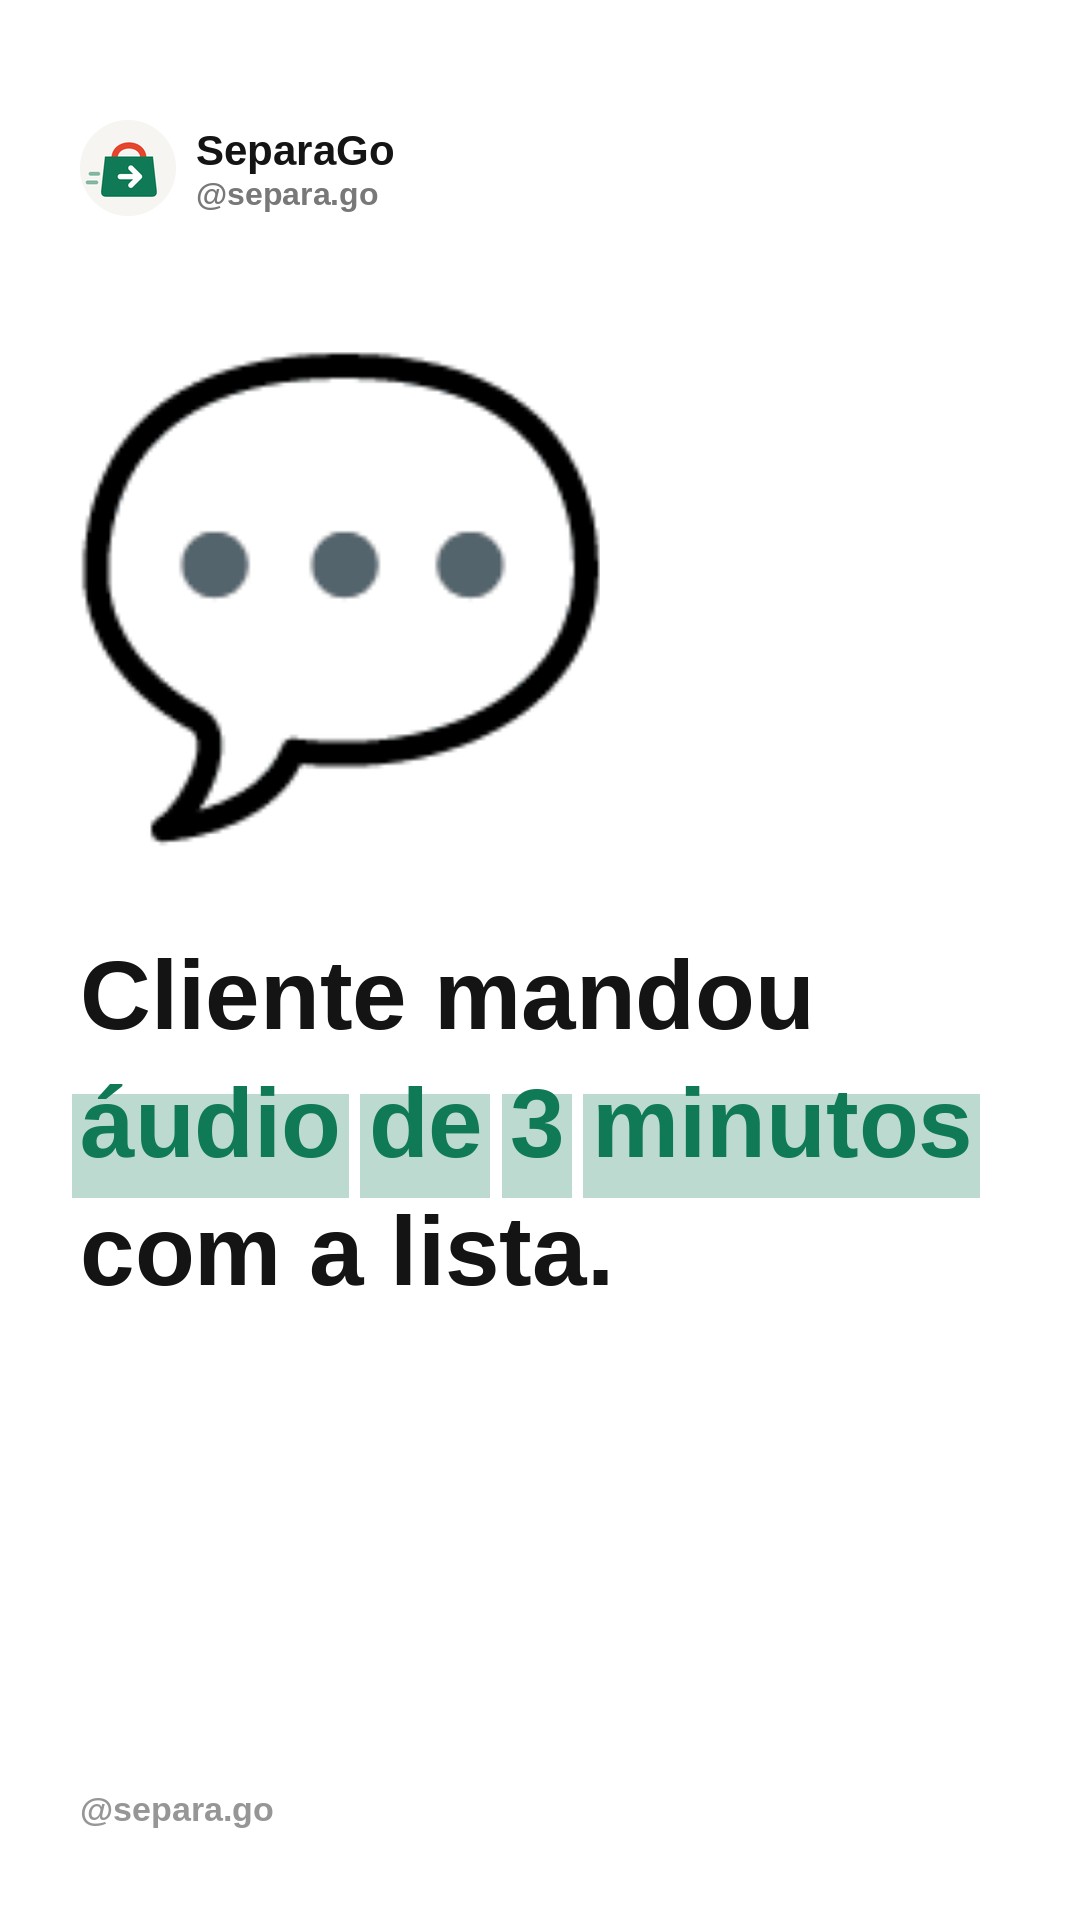 SeparaGo
@separa.go
Cliente mandou
áudio de 3 minutos
com a lista.
@separa.go